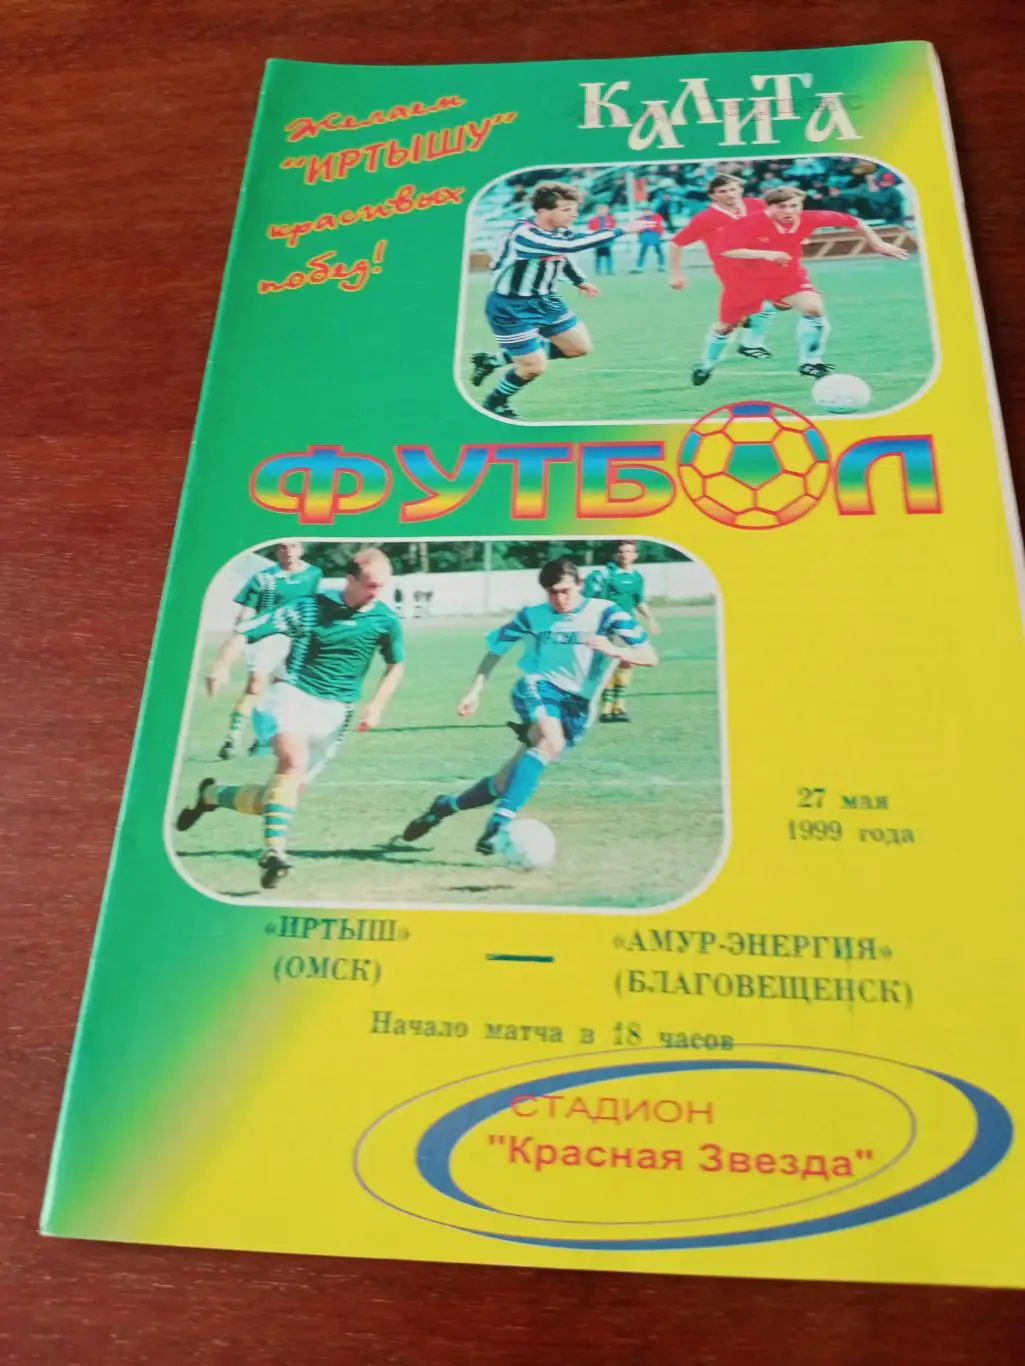 Желаем
"ИРТЫШУ"
красивых
побед!
КАЛИТА
ФУТБОЛ
27 мая
1999 года
«ИРТЫШ»
(ОМСК)
—
«АМУР-ЭНЕРГИЯ»
(БЛАГОВЕЩЕНСК)
Начало матча в 18 часов
СТАДИОН
"Красная Звезда"